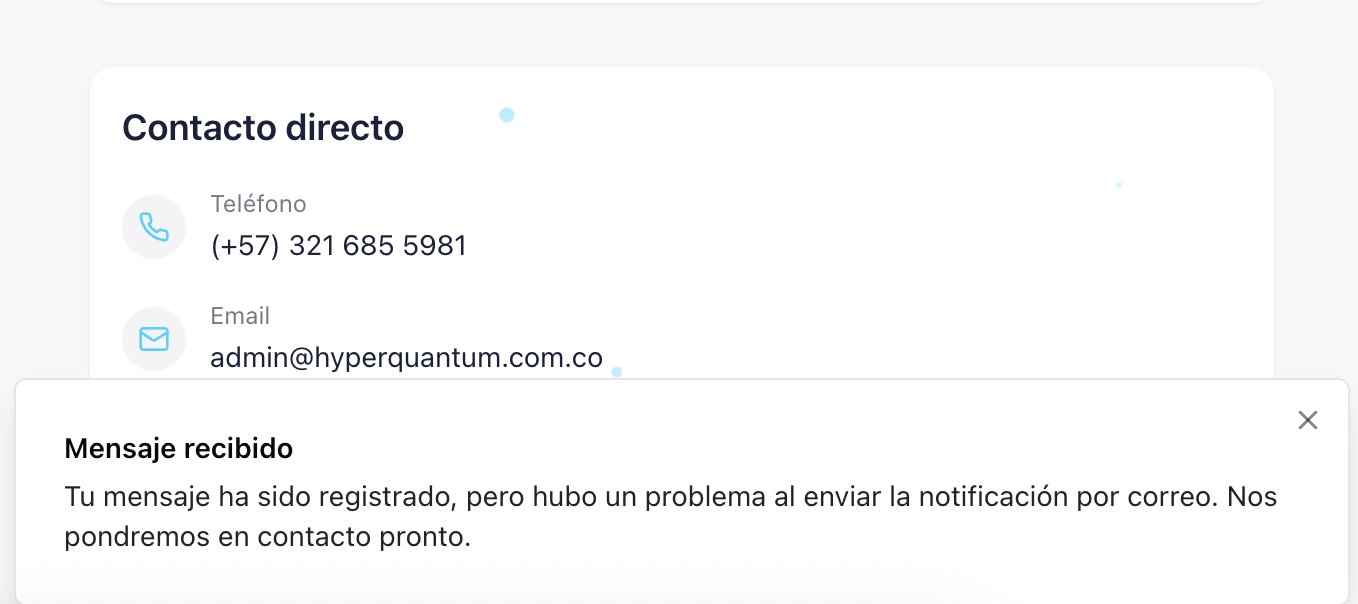 Contacto directo
Teléfono
(+57) 321 685 5981
Email
admin@hyperquantum.com.co
Mensaje recibido
Tu mensaje ha sido registrado, pero hubo un problema al enviar la notificación por correo. Nos
pondremos en contacto pronto.